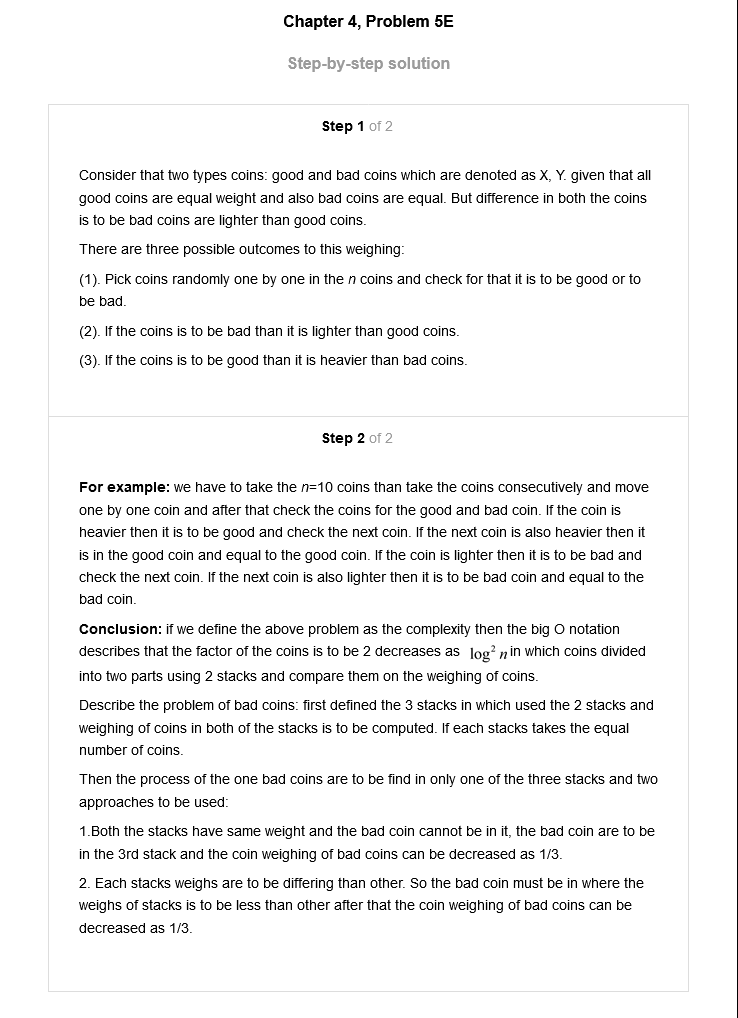 Chapter 4, Problem 5E
Step-by-step solution
Step 1 of 2
Consider that two types coins: good and bad coins which are denoted as X, Y. given that all
good coins are equal weight and also bad coins are equal. But difference in both the coins
is to be bad coins are lighter than good coins.
There are three possible outcomes to this weighing:
(1). Pick coins randomly one by one in the n coins and check for that it is to be good or to
be bad.
(2). If the coins is to be bad than it is lighter than good coins.
(3). If the coins is to be good than it is heavier than bad coins.
Step 2 of 2
For example: we have to take the n=10 coins than take the coins consecutively and move
one by one coin and after that check the coins for the good and bad coin. If the coin is
heavier then it is to be good and check the next coin. If the next coin is also heavier then it
is in the good coin and equal to the good coin. If the coin is lighter then it is to be bad and
check the next coin. If the next coin is also lighter then it is to be bad coin and equal to the
bad coin.
Conclusion: if we define the above problem as the complexity then the big O notation
describes that the factor of the coins is to be 2 decreases as log² n in which coins divided
into two parts using 2 stacks and compare them on the weighing of coins.
Describe the problem of bad coins: first defined the 3 stacks in which used the 2 stacks and
weighing of coins in both of the stacks is to be computed. If each stacks takes the equal
number of coins.
Then the process of the one bad coins are to be find in only one of the three stacks and two
approaches to be used:
1.Both the stacks have same weight and the bad coin cannot be in it, the bad coin are to be
in the 3rd stack and the coin weighing of bad coins can be decreased as 1/3.
2. Each stacks weighs are to be differing than other. So the bad coin must be in where the
weighs of stacks is to be less than other after that the coin weighing of bad coins can be
decreased as 1/3.